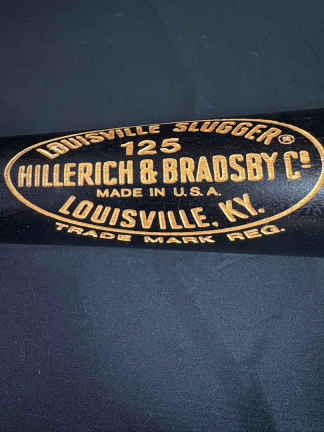 LOUISVILLE SLUGGER®
125
HILLERICH & BRADSBY Cº
MADE IN U.S.A.
LOUISVILLE, KY.
TRADE MARK REG.